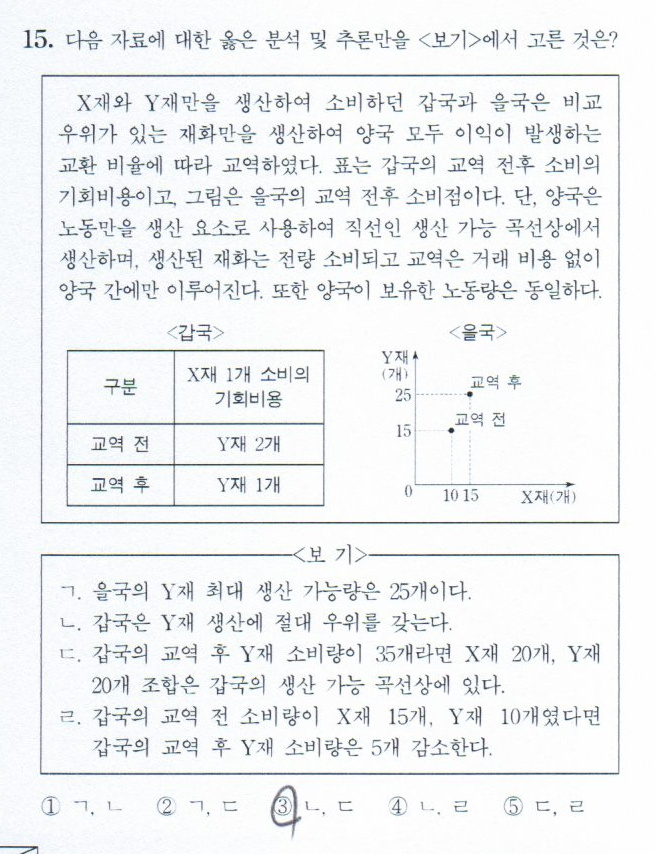 15. 다음 자료에 대한 옳은 분석 및 추론만을 <보기>에서 고른 것은?
X재와 Y재만을 생산하여 소비하던 갑국과 을국은 비교
우위가 있는 재화만을 생산하여 양국 모두 이익이 발생하는
교환 비율에 따라 교역하였다. 표는 갑국의 교역 전후 소비의
기회비용이고, 그림은 을국의 교역 전후 소비점이다. 단, 양국은
노동만을 생산 요소로 사용하여 직선인 생산 가능 곡선상에서
생산하며, 생산된 재화는 전량 소비되고 교역은 거래 비용 없이
양국 간에만 이루어진다. 또한 양국이 보유한 노동량은 동일하다.
<갑국>
구분 X재 1개 소비의
기회비용
교역 전 Y재 2개
교역 후 Y재 1개
<을국>
Y재
(개)
교역 후
25
교역 전
15
0 10 15 X재(개)
<보 기>
ㄱ. 을국의 Y재 최대 생산 가능량은 25개이다.
ㄴ. 갑국은 Y재 생산에 절대 우위를 갖는다.
ㄷ. 갑국의 교역 후 Y재 소비량이 35개라면 X재 20개, Y재
20개 조합은 갑국의 생산 가능 곡선상에 있다.
ㄹ. 갑국의 교역 전 소비량이 X재 15개, Y재 10개였다면
갑국의 교역 후 Y재 소비량은 5개 감소한다.
① ㄱ, ㄴ ② ㄱ, ㄷ ③ ㄴ, ㄷ ④ ㄴ, ㄹ ⑤ ㄷ, ㄹ